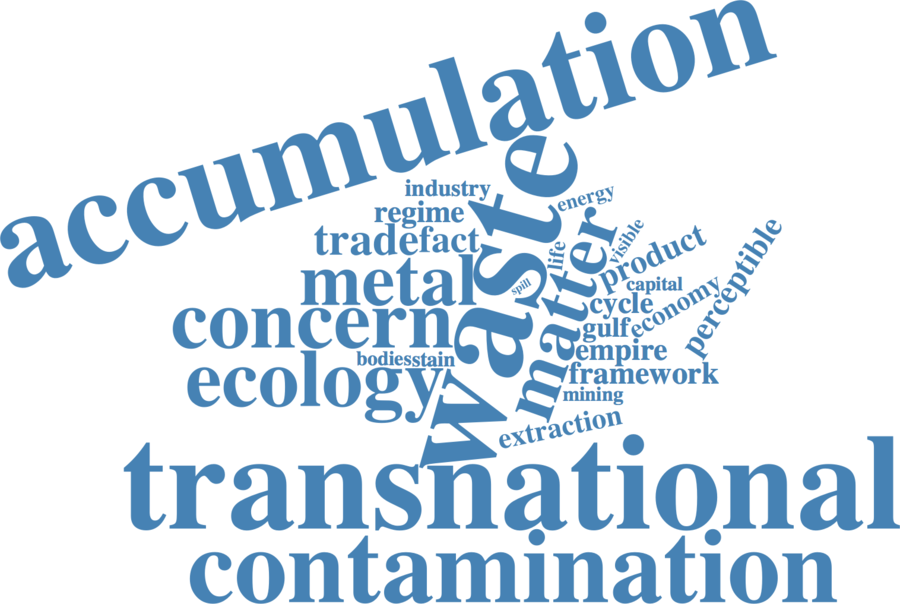 accumulation
waste
industry
energy
regime
tradefact
matter
life
visible
product
perceptible
metal
spill
capital
concern
cycle
gulf
economy
bodiesstain
empire
ecology
framework
mining
extraction
transnational
contamination